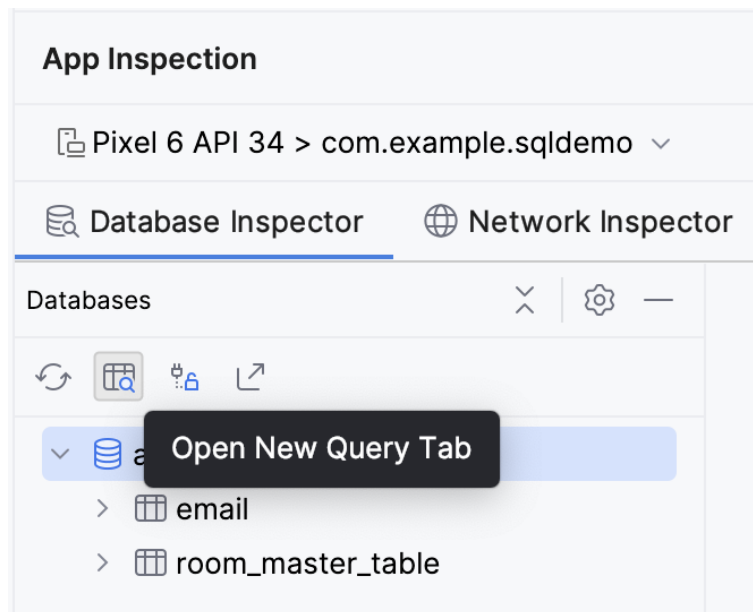 App Inspection
Pixel 6 API 34 > com.example.sqldemo
Database Inspector Network Inspector
Databases
Open New Query Tab
email
room_master_table